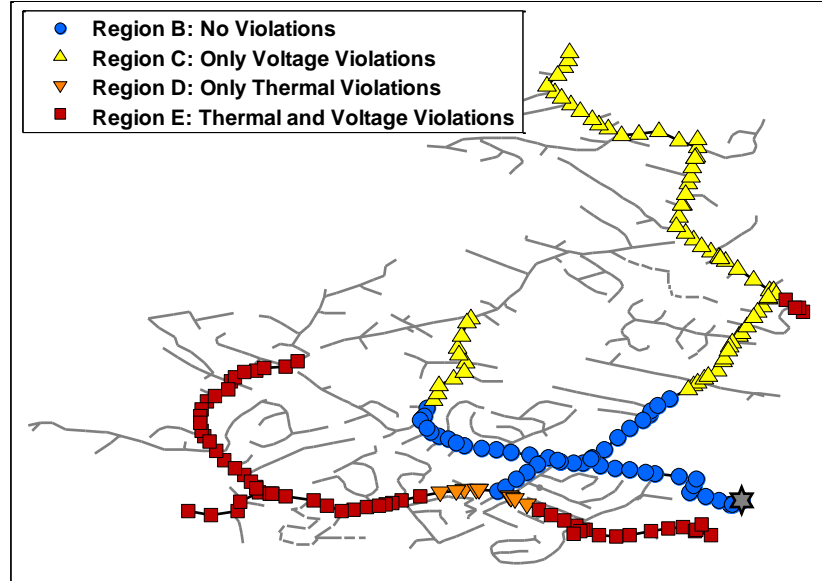 Region B: No Violations
Region C: Only Voltage Violations
Region D: Only Thermal Violations
Region E: Thermal and Voltage Violations